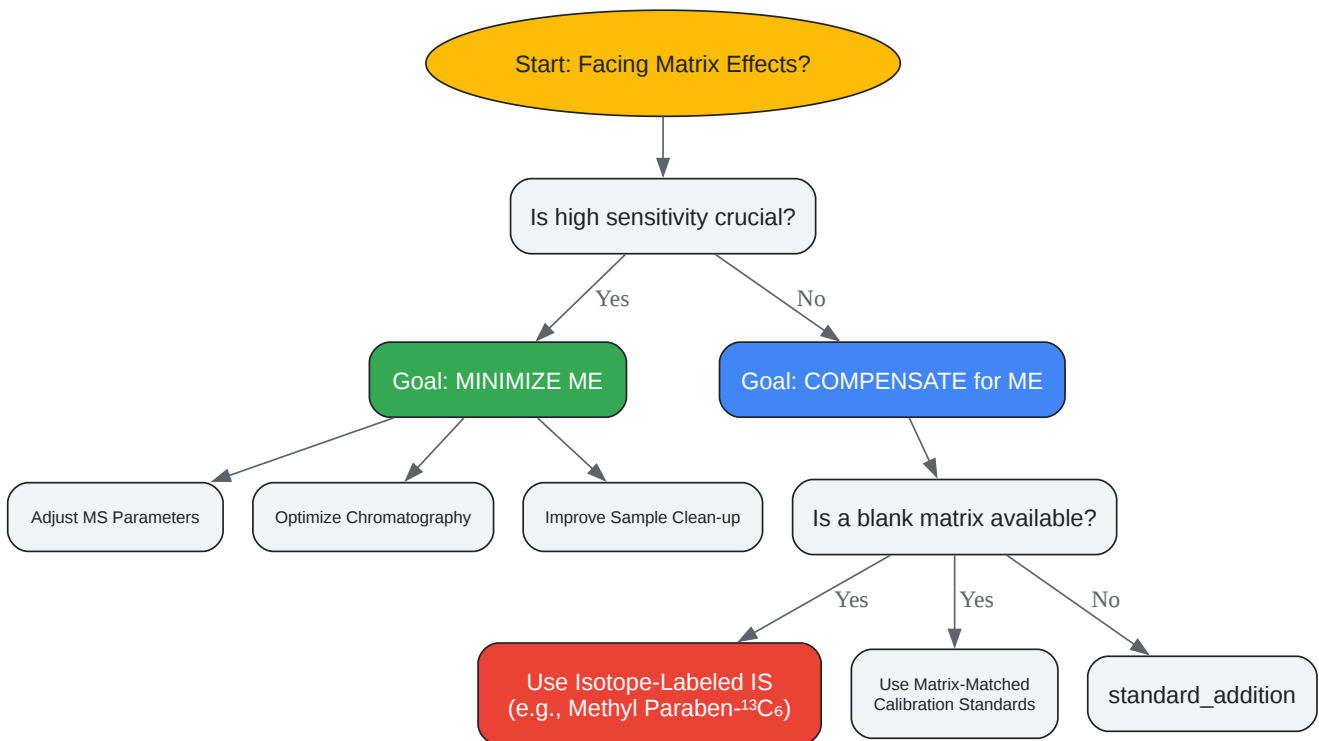 Start: Facing Matrix Effects?
Is high sensitivity crucial?
Yes
No
Goal: MINIMIZE ME
Goal: COMPENSATE for ME
Adjust MS Parameters
Optimize Chromatography
Improve Sample Clean-up
Is a blank matrix available?
Yes
Yes
No
Use Isotope-Labeled IS
(e.g., Methyl Paraben-¹³C₆)
Use Matrix-Matched
Calibration Standards
standard_addition